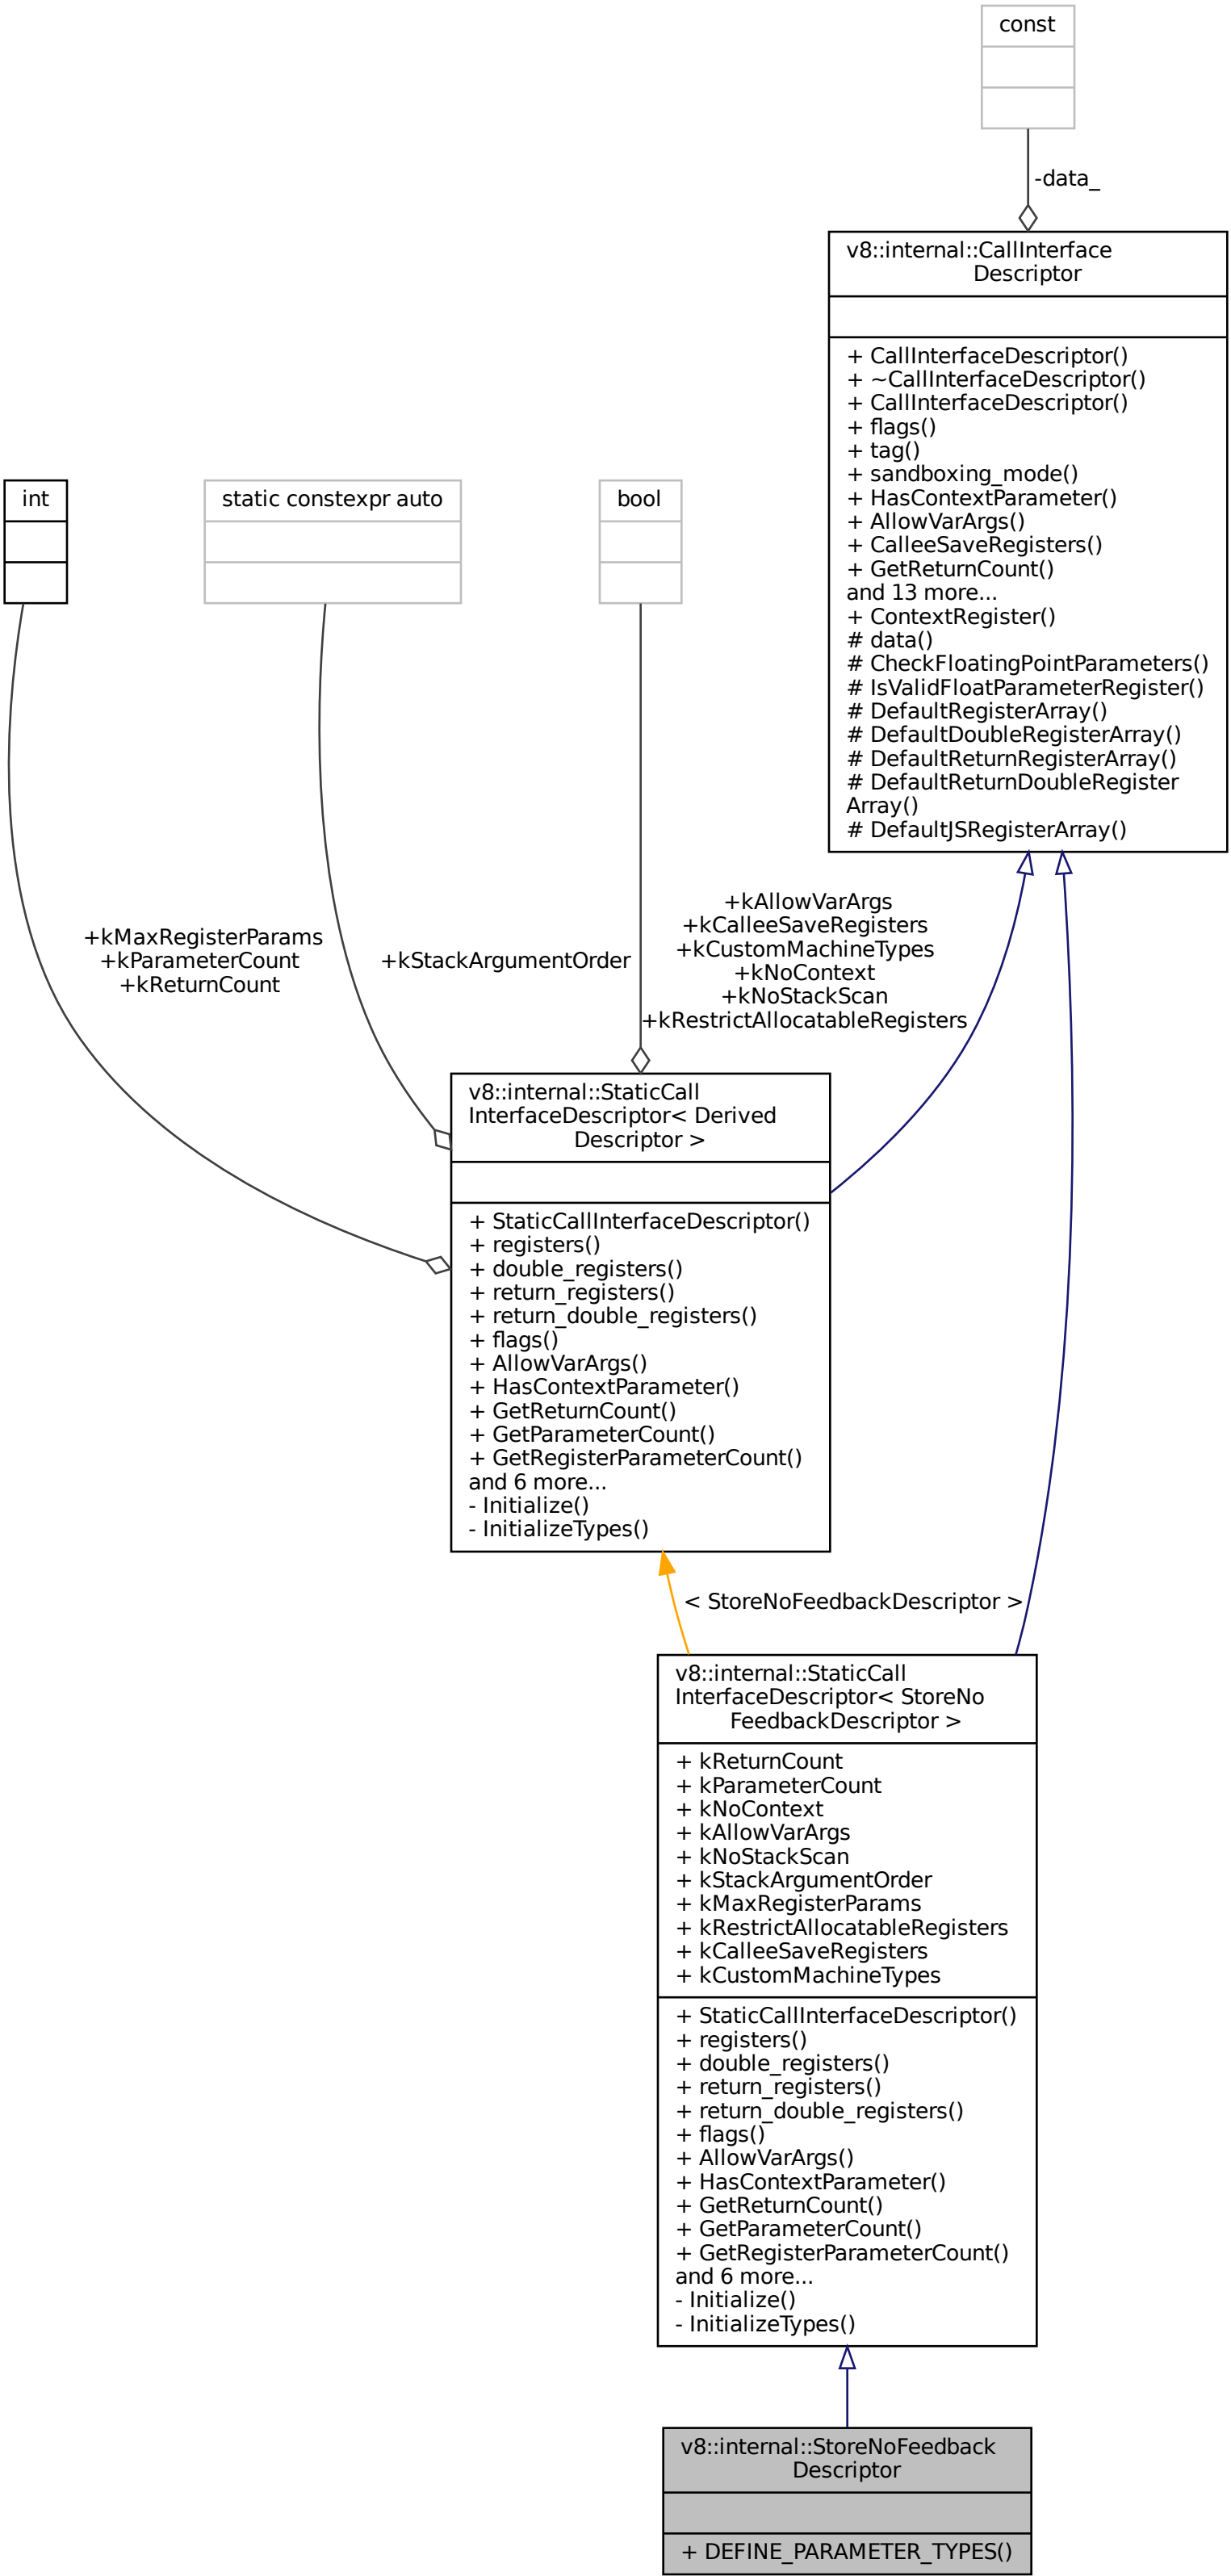 const
-data_
v8::internal::CallInterface
Descriptor
+ CallInterfaceDescriptor()
+ ~CallInterfaceDescriptor()
+ CallInterfaceDescriptor()
+ flags()
+ tag()
+ sandboxing_mode()
+ HasContextParameter()
+ AllowVarArgs()
+ CalleeSaveRegisters()
+ GetReturnCount()
and 13 more...
+ ContextRegister()
# data()
# CheckFloatingPointParameters()
# IsValidFloatParameterRegister()
# DefaultRegisterArray()
# DefaultDoubleRegisterArray()
# DefaultReturnRegisterArray()
# DefaultReturnDoubleRegister
Array()
# DefaultJSRegisterArray()
int
static constexpr auto
bool
+kMaxRegisterParams
+kParameterCount
+kReturnCount
+kStackArgumentOrder
+kAllowVarArgs
+kCalleeSaveRegisters
+kCustomMachineTypes
+kNoContext
+kNoStackScan
+kRestrictAllocatableRegisters
v8::internal::StaticCall
InterfaceDescriptor< Derived
Descriptor >
+ StaticCallInterfaceDescriptor()
+ registers()
+ double_registers()
+ return_registers()
+ return_double_registers()
+ flags()
+ AllowVarArgs()
+ HasContextParameter()
+ GetReturnCount()
+ GetParameterCount()
+ GetRegisterParameterCount()
and 6 more...
- Initialize()
- InitializeTypes()
< StoreNoFeedbackDescriptor >
v8::internal::StaticCall
InterfaceDescriptor< StoreNo
FeedbackDescriptor >
+ kReturnCount
+ kParameterCount
+ kNoContext
+ kAllowVarArgs
+ kNoStackScan
+ kStackArgumentOrder
+ kMaxRegisterParams
+ kRestrictAllocatableRegisters
+ kCalleeSaveRegisters
+ kCustomMachineTypes
+ StaticCallInterfaceDescriptor()
+ registers()
+ double_registers()
+ return_registers()
+ return_double_registers()
+ flags()
+ AllowVarArgs()
+ HasContextParameter()
+ GetReturnCount()
+ GetParameterCount()
+ GetRegisterParameterCount()
and 6 more...
- Initialize()
- InitializeTypes()
v8::internal::StoreNoFeedback
Descriptor
+ DEFINE_PARAMETER_TYPES()